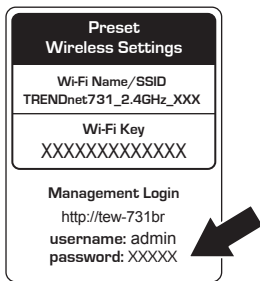 Preset
Wireless Settings
Wi-Fi Name/SSID
TRENDnet731_2.4GHz_XXX
Wi-Fi Key
XXXXXXXXXXXXX
Management Login
http://tew-731br
username: admin
password: XXXXX